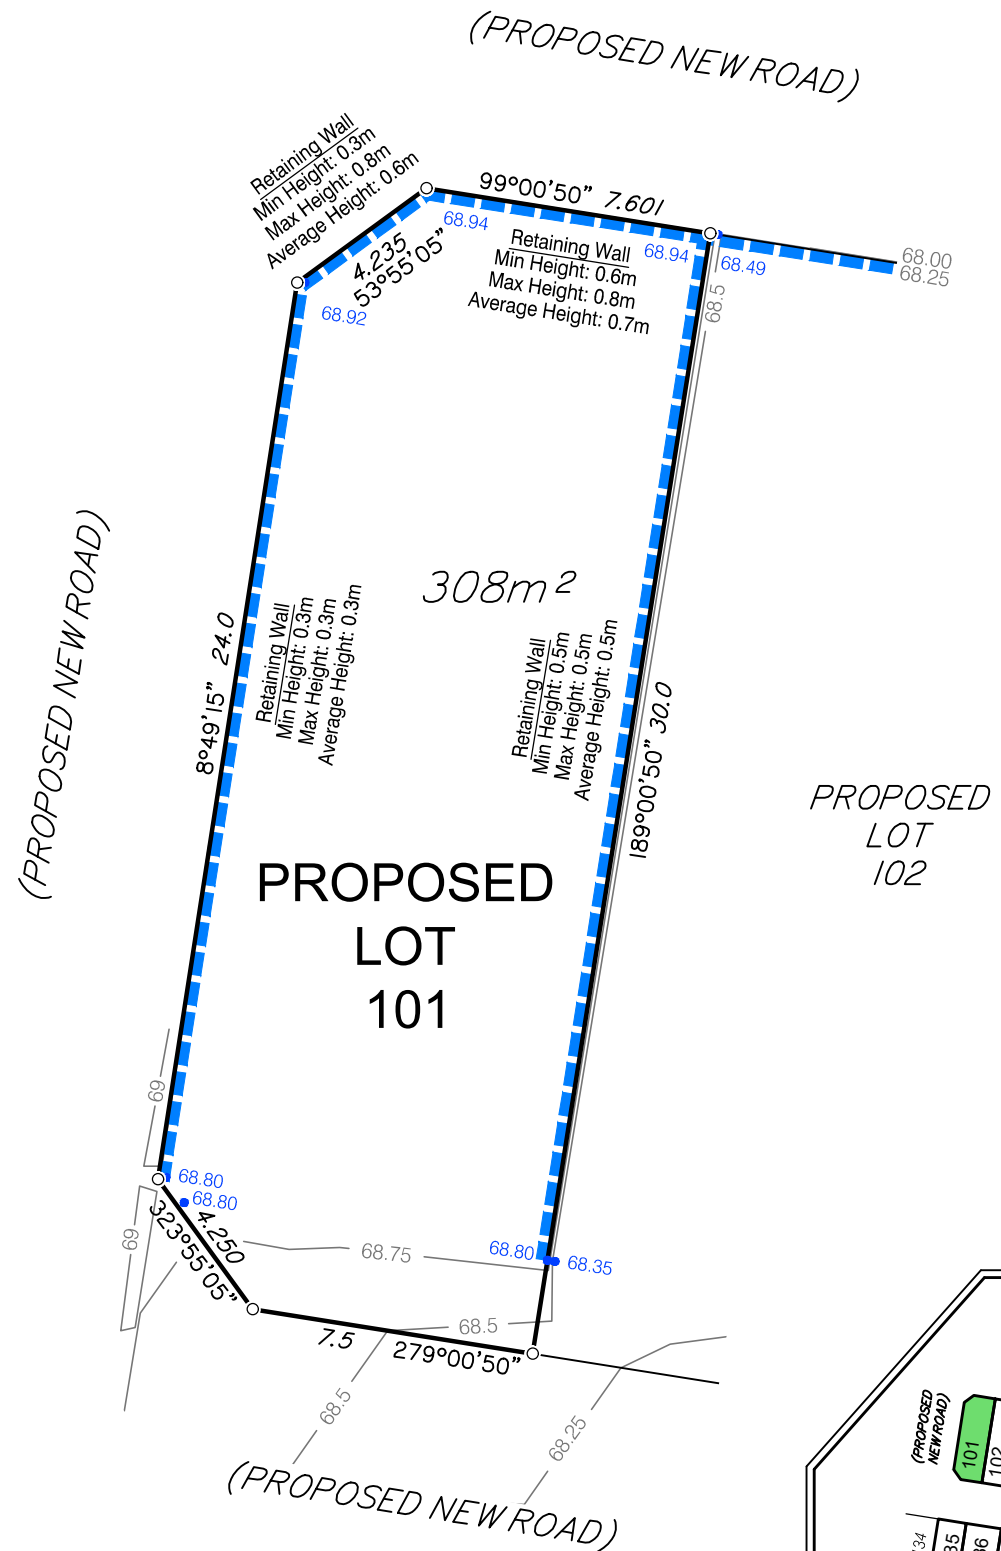 (PROPOSED NEW ROAD)
Retaining Wall
Min Height: 0.3m
Max Height: 0.8m
Average Height: 0.6m
99°00'50" 7.601
68.94
4.235
53°55'05"
Retaining Wall
Min Height: 0.6m
Max Height: 0.8m
Average Height: 0.7m
68.94
68.49
68.00
68.25
68.5
68.92
308m²
(PROPOSED NEW ROAD)
8°49'15" 24.0
Retaining Wall
Min Height: 0.3m
Max Height: 0.3m
Average Height: 0.3m
Retaining Wall
Min Height: 0.5m
Max Height: 0.5m
Average Height: 0.5m
189°00'50" 30.0
PROPOSED
LOT
102
PROPOSED
LOT
101
69
68.80
68.80
69
4.250
323°55'05"
68.75
68.80
68.35
68.5
7.5
279°00'50"
68.5
68.25
(PROPOSED NEW ROAD)
(PROPOSED
NEW ROAD)
101
102
34
35
36